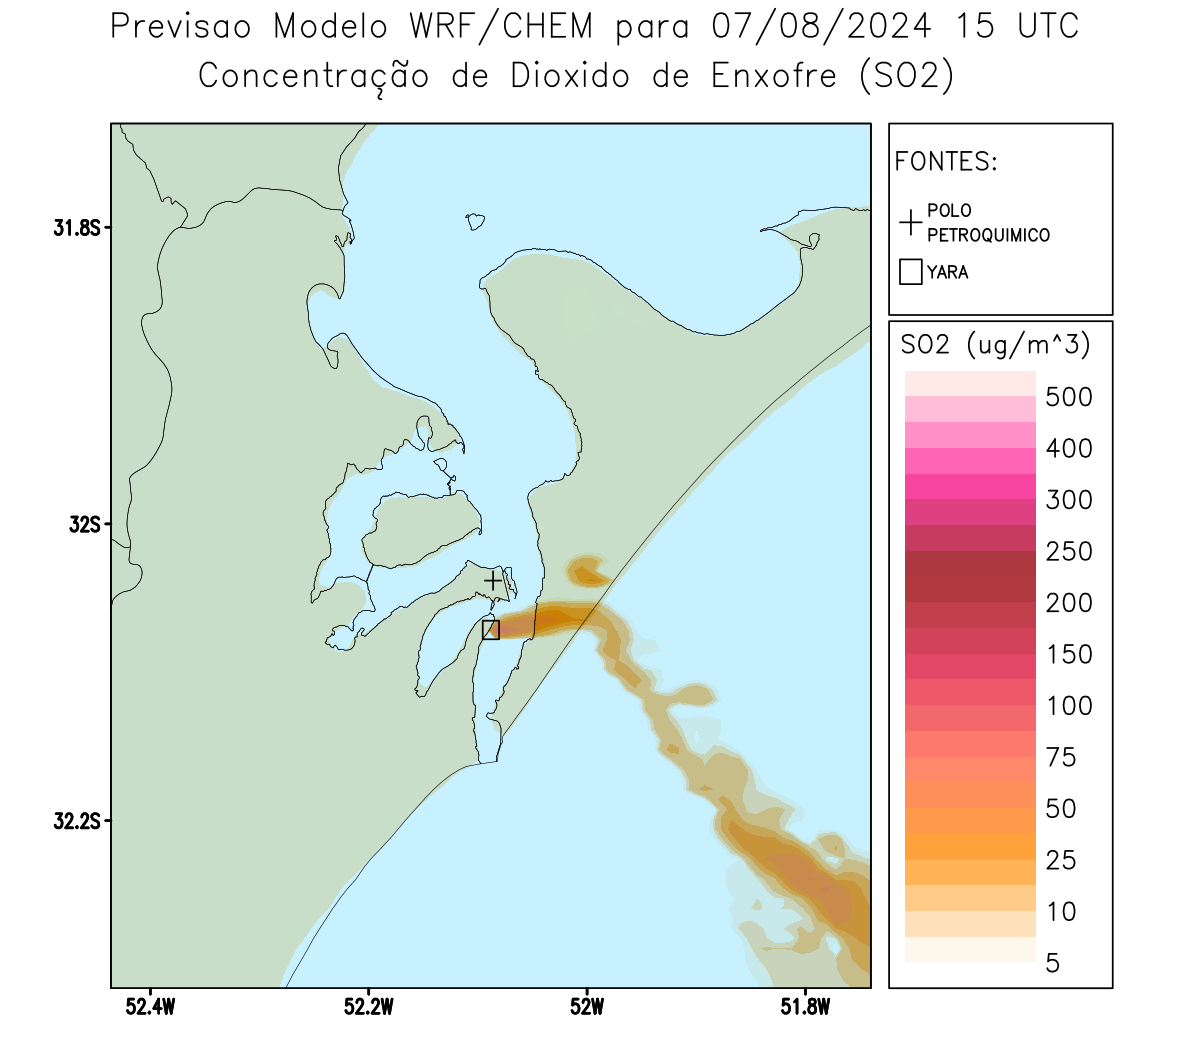 Previsao Modelo WRF/CHEM para 07/08/2024 15 UTC
Concentração de Dioxido de Enxofre (SO2)
FONTES:
POLO
PETROQUIMICO
YARA
SO2 (ug/m^3)
500
400
300
250
200
150
100
75
50
25
10
5
31.8S
32S
32.2S
52.4W
52.2W
52W
51.8W